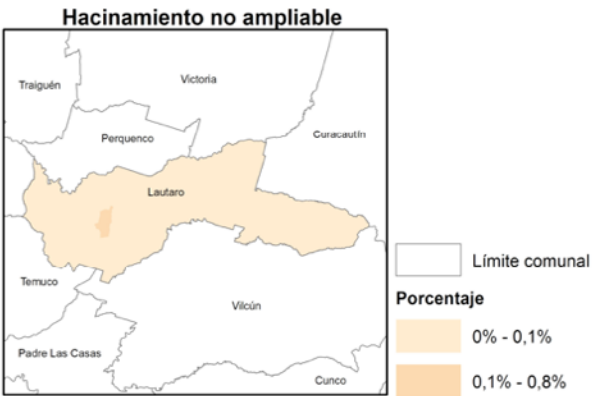 Hacinamiento no ampliable
Traiguén
Victoria
Perquenco
Curacautín
Lautaro
Temuco
Vilcún
Padre Las Casas
Cunco
Límite comunal
Porcentaje
0% - 0,1%
0,1% - 0,8%